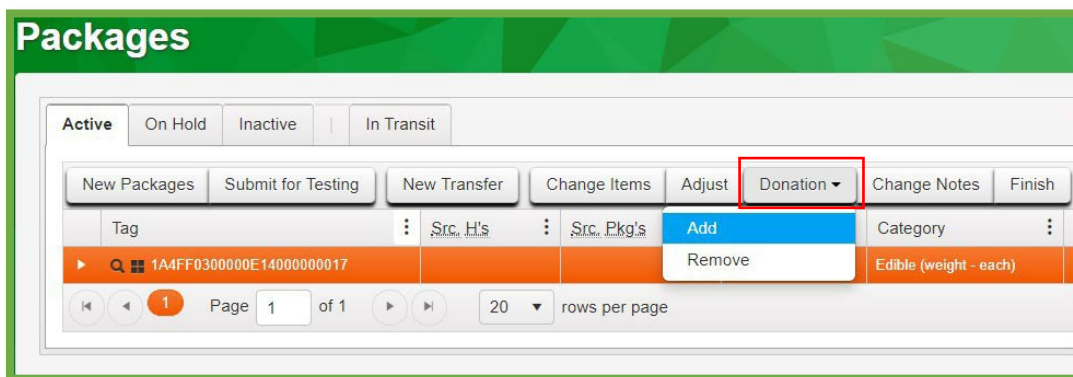 Packages
Active On Hold Inactive | In Transit
New Packages Submit for Testing New Transfer Change Items Adjust Donation Change Notes Finish
Tag Src. H's Src. Pkg's Add Category
1A4FF0300000E14000000017 Remove Edible (weight - each)
1 Page 1 of 1 20 rows per page